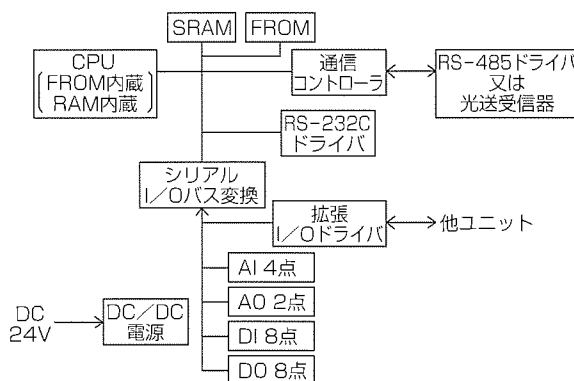 SRAM
FROM
CPU
(FROM内蔵
RAM内蔵)
通信
コントローラ
RS-485ドライバ
又は
光送受信器
RS-232C
ドライバ
シリアル
I/Oバス変換
拡張
I/Oドライバ
他ユニット
AI 4点
AO 2点
DI 8点
DO 8点
DC
24V
DC/DC
電源